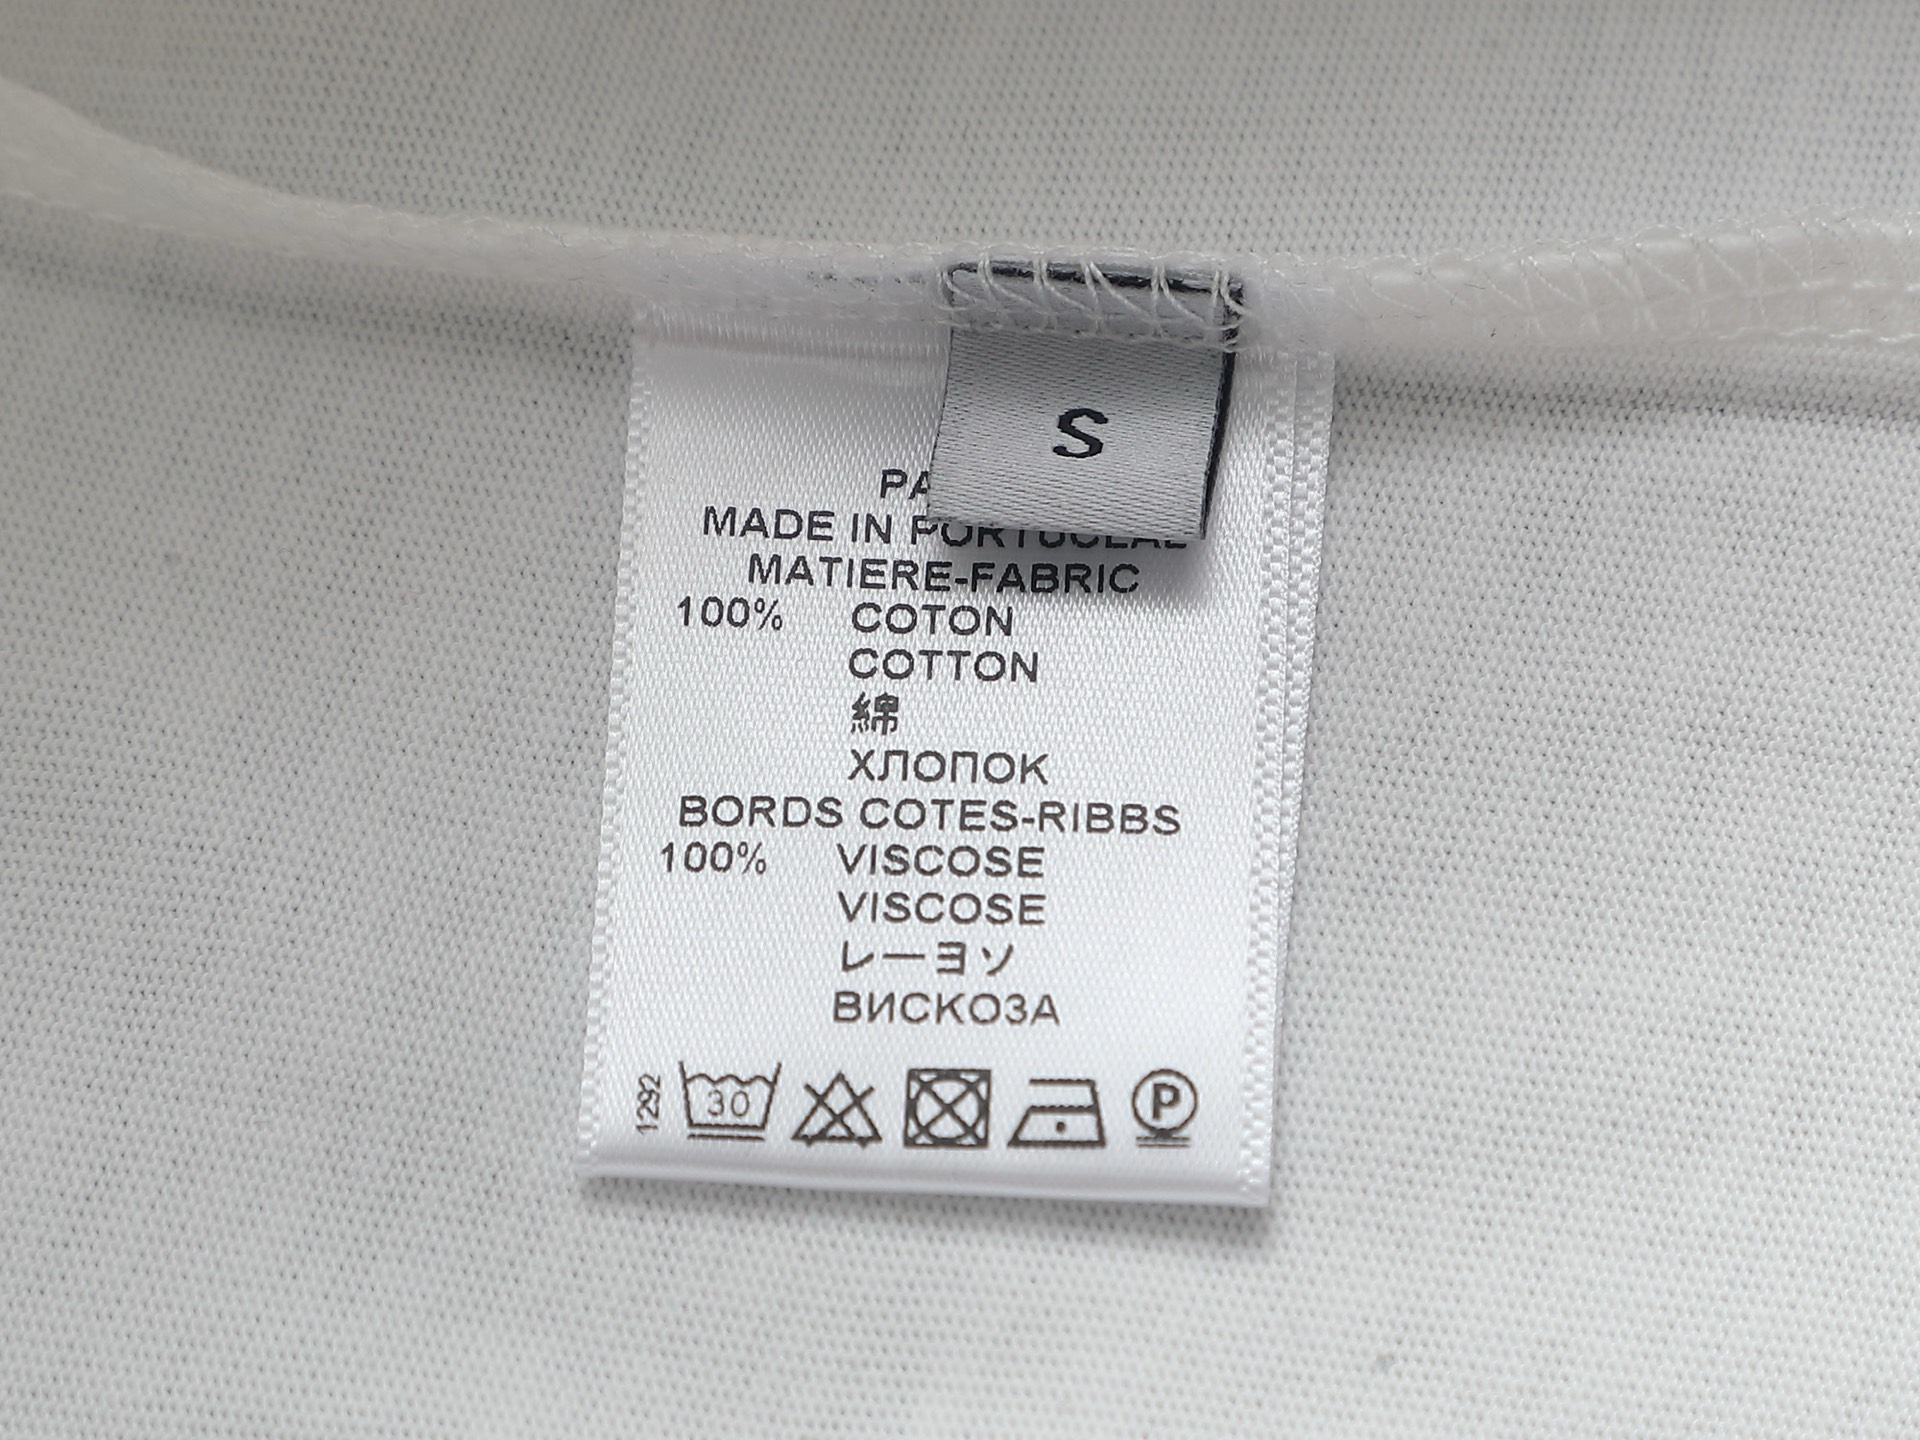 S
MADE IN
MATIERE-FABRIC
100% COTON
COTTON
綿
ХЛОПОК
BORDS COTES-RIBBS
100% VISCOSE
VISCOSE
レーヨソ
ВИСКОЗА
1292
30
P